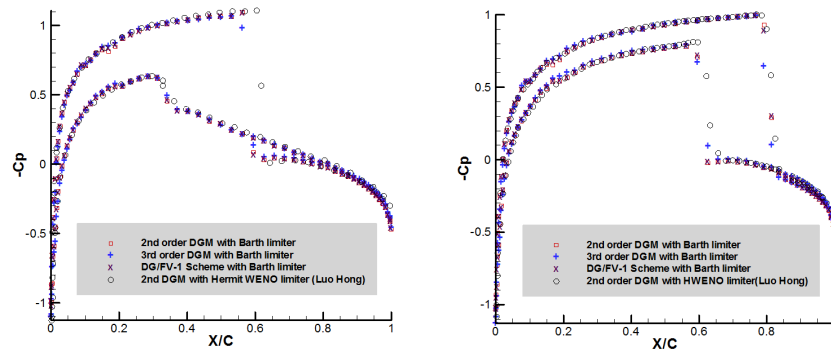 1
0.5
0
-0.5
-1
-Cp
0
0.2
0.4
0.6
0.8
1
X/C
2nd order DGM with Barth limiter
3rd order DGM with Barth limiter
DG/FV-1 Scheme with Barth limiter
2nd DGM with Hermit WENO limiter (Luo Hong)
1
0.5
0
-0.5
-1
-Cp
0
0.2
0.4
0.6
0.8
X/C
2nd order DGM with Barth limiter
3rd order DGM with Barth limiter
DG/FV-1 Scheme with Barth limiter
2nd order DGM with HWENO limiter(Luo Hong)